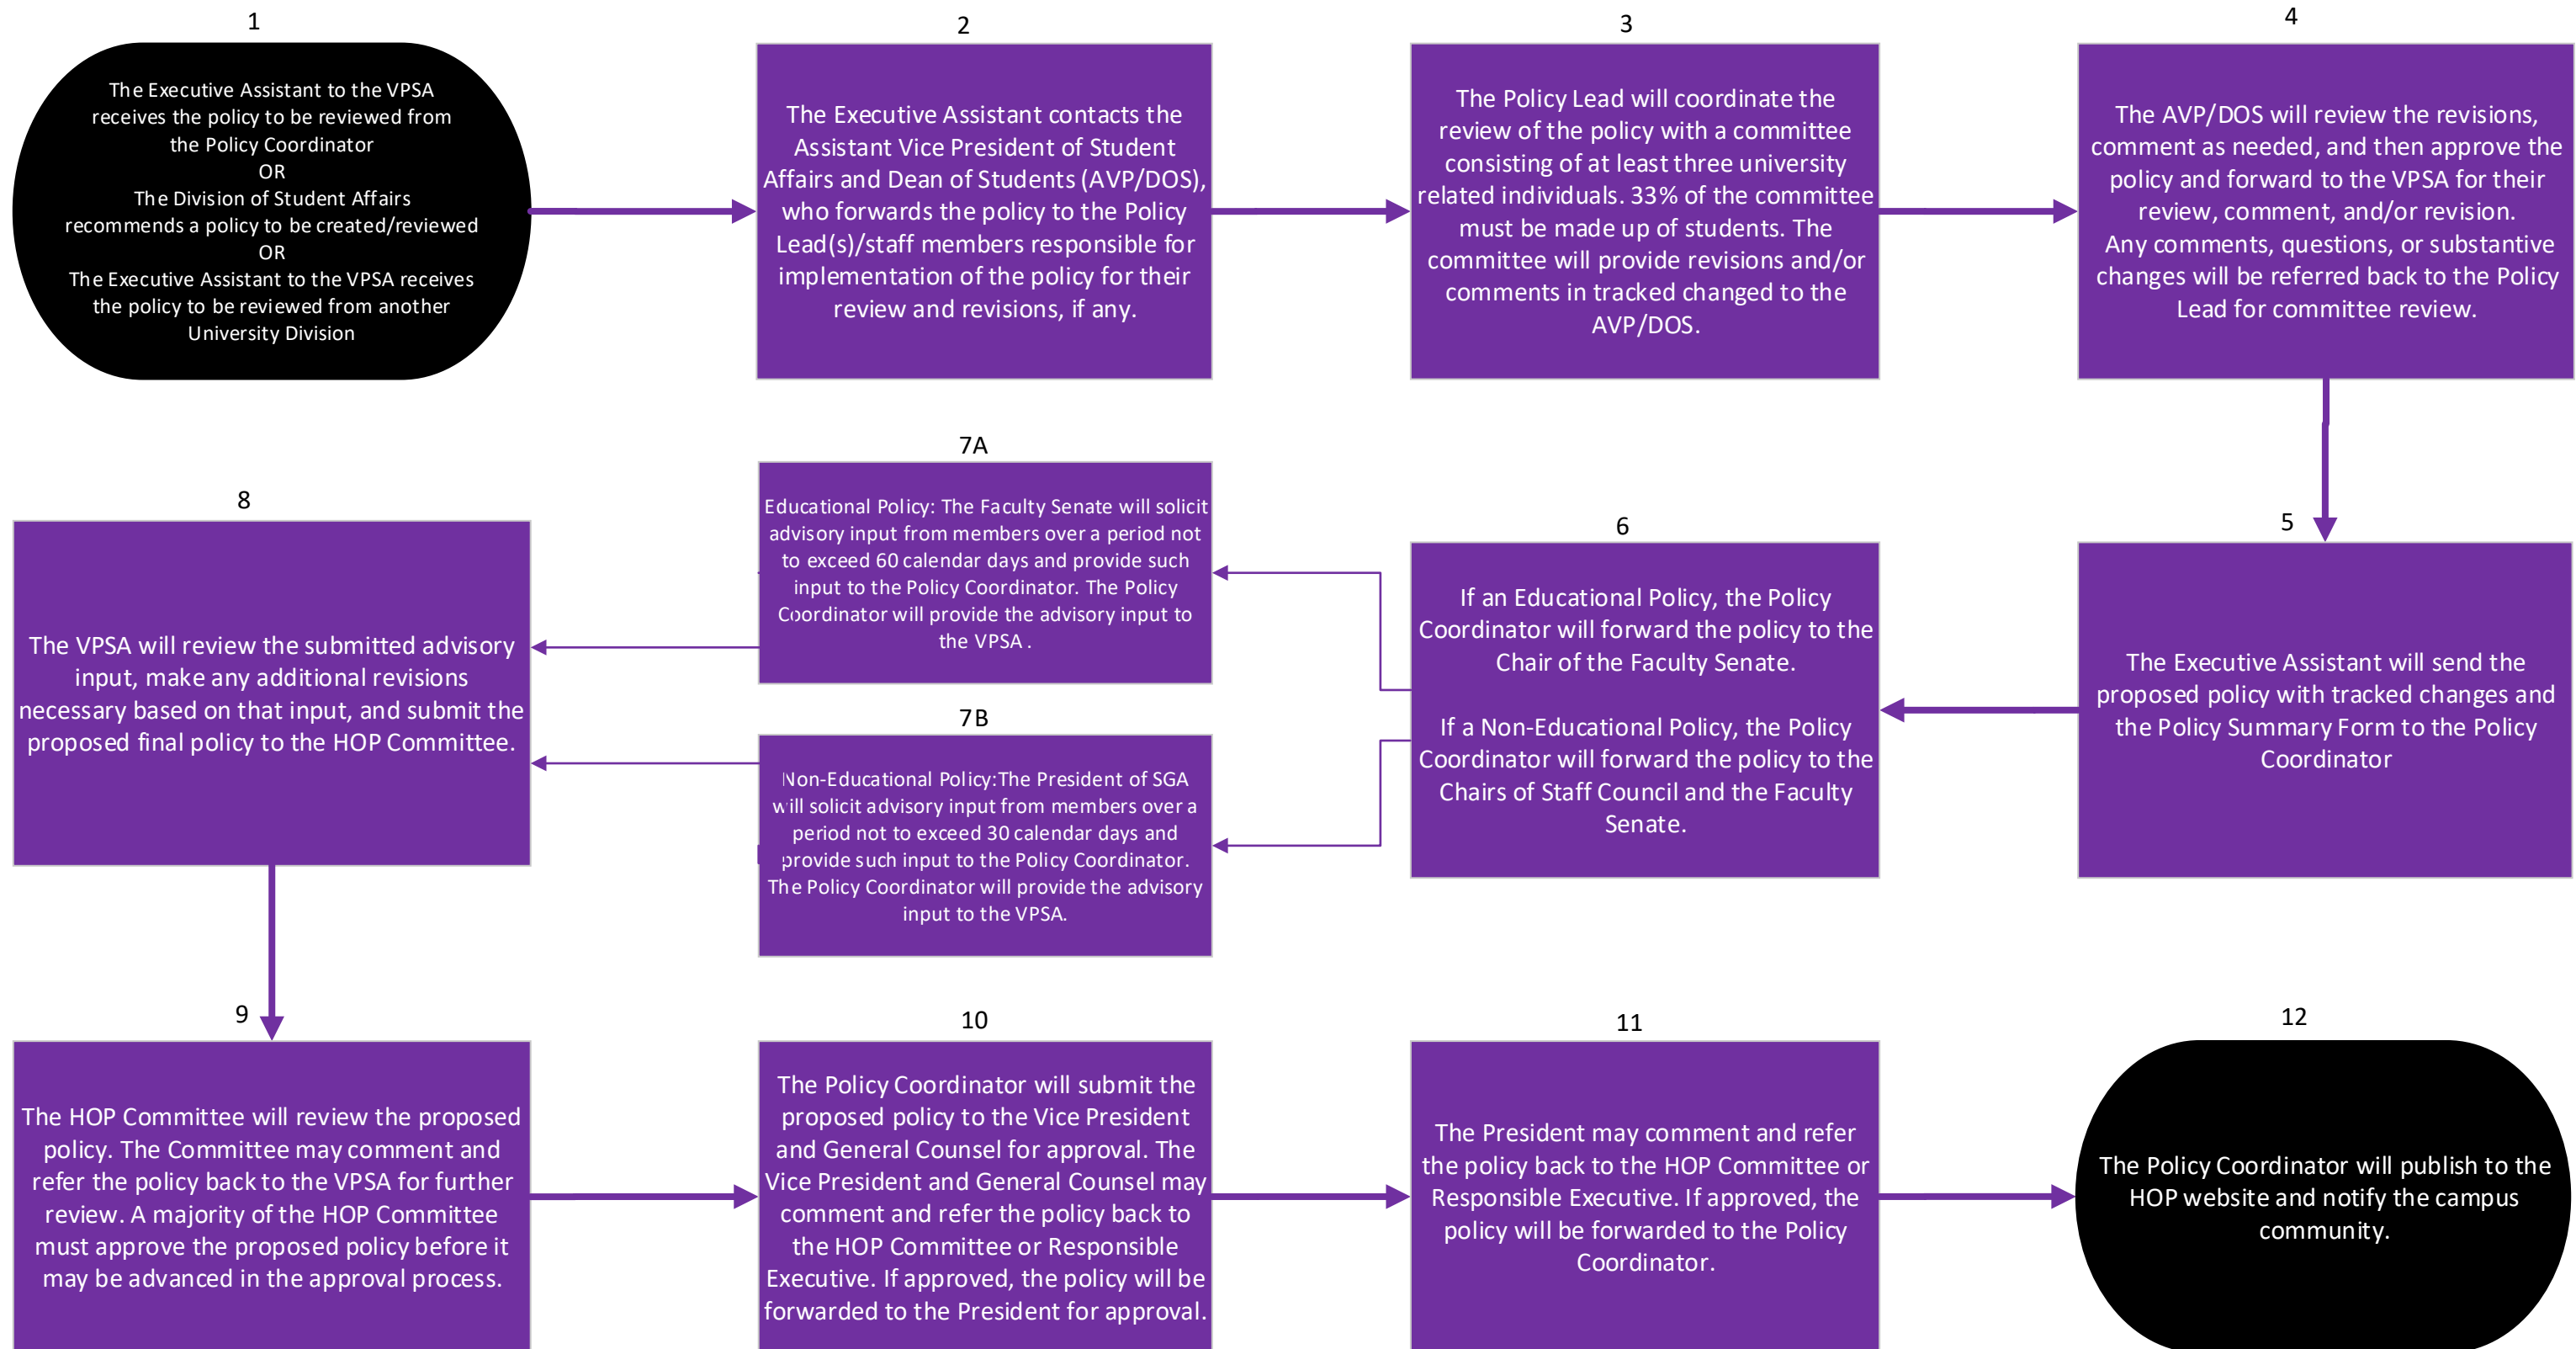 1
The Executive Assistant to the VPSA
receives the policy to be reviewed from
the Policy Coordinator
OR
The Division of Student Affairs
recommends a policy to be created/reviewed
OR
The Executive Assistant to the VPSA receives
the policy to be reviewed from another
University Division
2
The Executive Assistant contacts the
Assistant Vice President of Student
Affairs and Dean of Students (AVP/DOS),
who forwards the policy to the Policy
Lead(s)/staff members responsible for
implementation of the policy for their
review and revisions, if any.
3
The Policy Lead will coordinate the
review of the policy with a committee
consisting of at least three university
related individuals. 33% of the committee
must be made up of students. The
committee will provide revisions and/or
comments in tracked changed to the
AVP/DOS.
4
The AVP/DOS will review the revisions,
comment as needed, and then approve the
policy and forward to the VPSA for their
review, comment, and/or revision.
Any comments, questions, or substantive
changes will be referred back to the Policy
Lead for committee review.
5
The Executive Assistant will send the
proposed policy with tracked changes and
the Policy Summary Form to the Policy
Coordinator
6
If an Educational Policy, the Policy
Coordinator will forward the policy to the
Chair of the Faculty Senate.
If a Non-Educational Policy, the Policy
Coordinator will forward the policy to the
Chairs of Staff Council and the Faculty
Senate.
7A
Educational Policy: The Faculty Senate will solicit
advisory input from members over a period not
to exceed 60 calendar days and provide such
input to the Policy Coordinator. The Policy
Coordinator will provide the advisory input to
the VPSA .
7B
Non-Educational Policy:The President of SGA
will solicit advisory input from members over a
period not to exceed 30 calendar days and
provide such input to the Policy Coordinator.
The Policy Coordinator will provide the advisory
input to the VPSA.
8
The VPSA will review the submitted advisory
input, make any additional revisions
necessary based on that input, and submit the
proposed final policy to the HOP Committee.
9
The HOP Committee will review the proposed
policy. The Committee may comment and
refer the policy back to the VPSA for further
review. A majority of the HOP Committee
must approve the proposed policy before it
may be advanced in the approval process.
10
The Policy Coordinator will submit the
proposed policy to the Vice President
and General Counsel for approval. The
Vice President and General Counsel may
comment and refer the policy back to
the HOP Committee or Responsible
Executive. If approved, the policy will be
forwarded to the President for approval.
11
The President may comment and refer
the policy back to the HOP Committee or
Responsible Executive. If approved, the
policy will be forwarded to the Policy
Coordinator.
12
The Policy Coordinator will publish to the
HOP website and notify the campus
community.